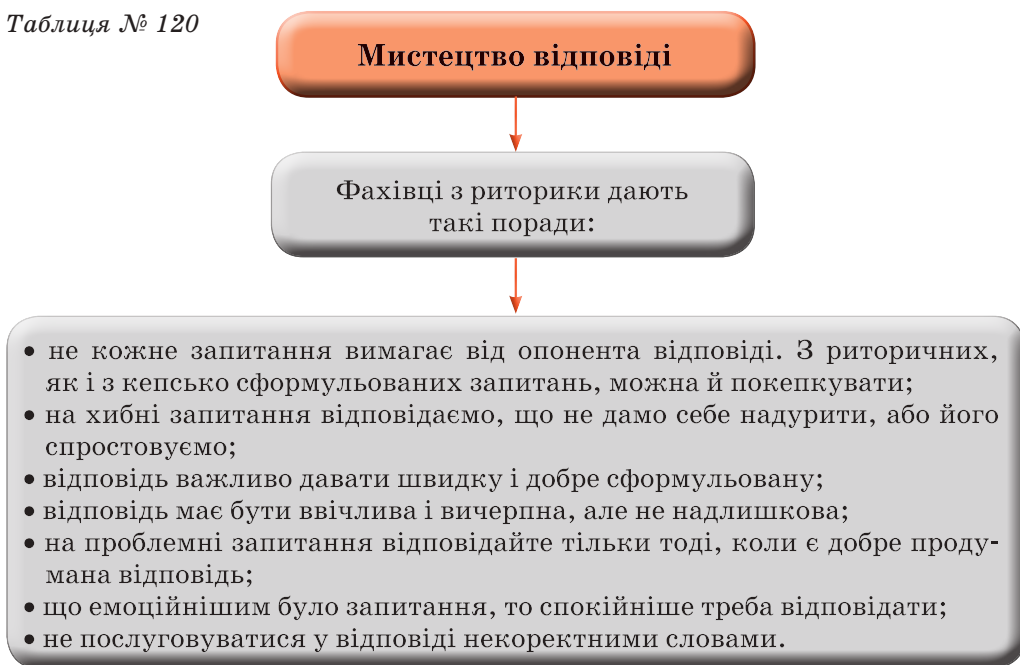 Таблиця № 120
Мистецтво відповіді
Фахівці з риторики дають
такі поради:
• не кожне запитання вимагає від опонента відповіді. З риторичних,
як і з кепсько сформульованих запитань, можна й покепкувати;
• на хибні запитання відповідаємо, що не дамо себе надурити, або його
спростовуємо;
• відповідь важливо давати швидку і добре сформульовану;
• відповідь має бути ввічлива і вичерпна, але не надлишкова;
• на проблемні запитання відповідайте тільки тоді, коли є добре проду-
мана відповідь;
• що емоційнішим було запитання, то спокійніше треба відповідати;
• не послуговуватися у відповіді некоректними словами.